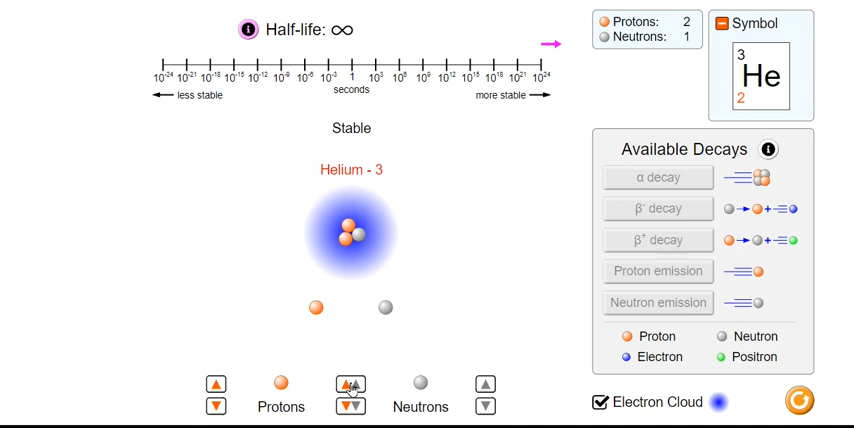 Half-life: ∞
10⁻²⁴ 10⁻²¹ 10⁻¹⁸ 10⁻¹⁵ 10⁻¹² 10⁻⁹ 10⁻⁶ 10⁻³ 1 10³ 10⁶ 10⁹ 10¹² 10¹⁵ 10¹⁸ 10²¹ 10²⁴
seconds
less stable
more stable
Stable
Helium - 3
Protons
Neutrons
Protons: 2
Neutrons: 1
Symbol
3
He
2
Available Decays
α decay
β⁻ decay
β⁺ decay
Proton emission
Neutron emission
Proton Neutron
Electron Positron
Electron Cloud